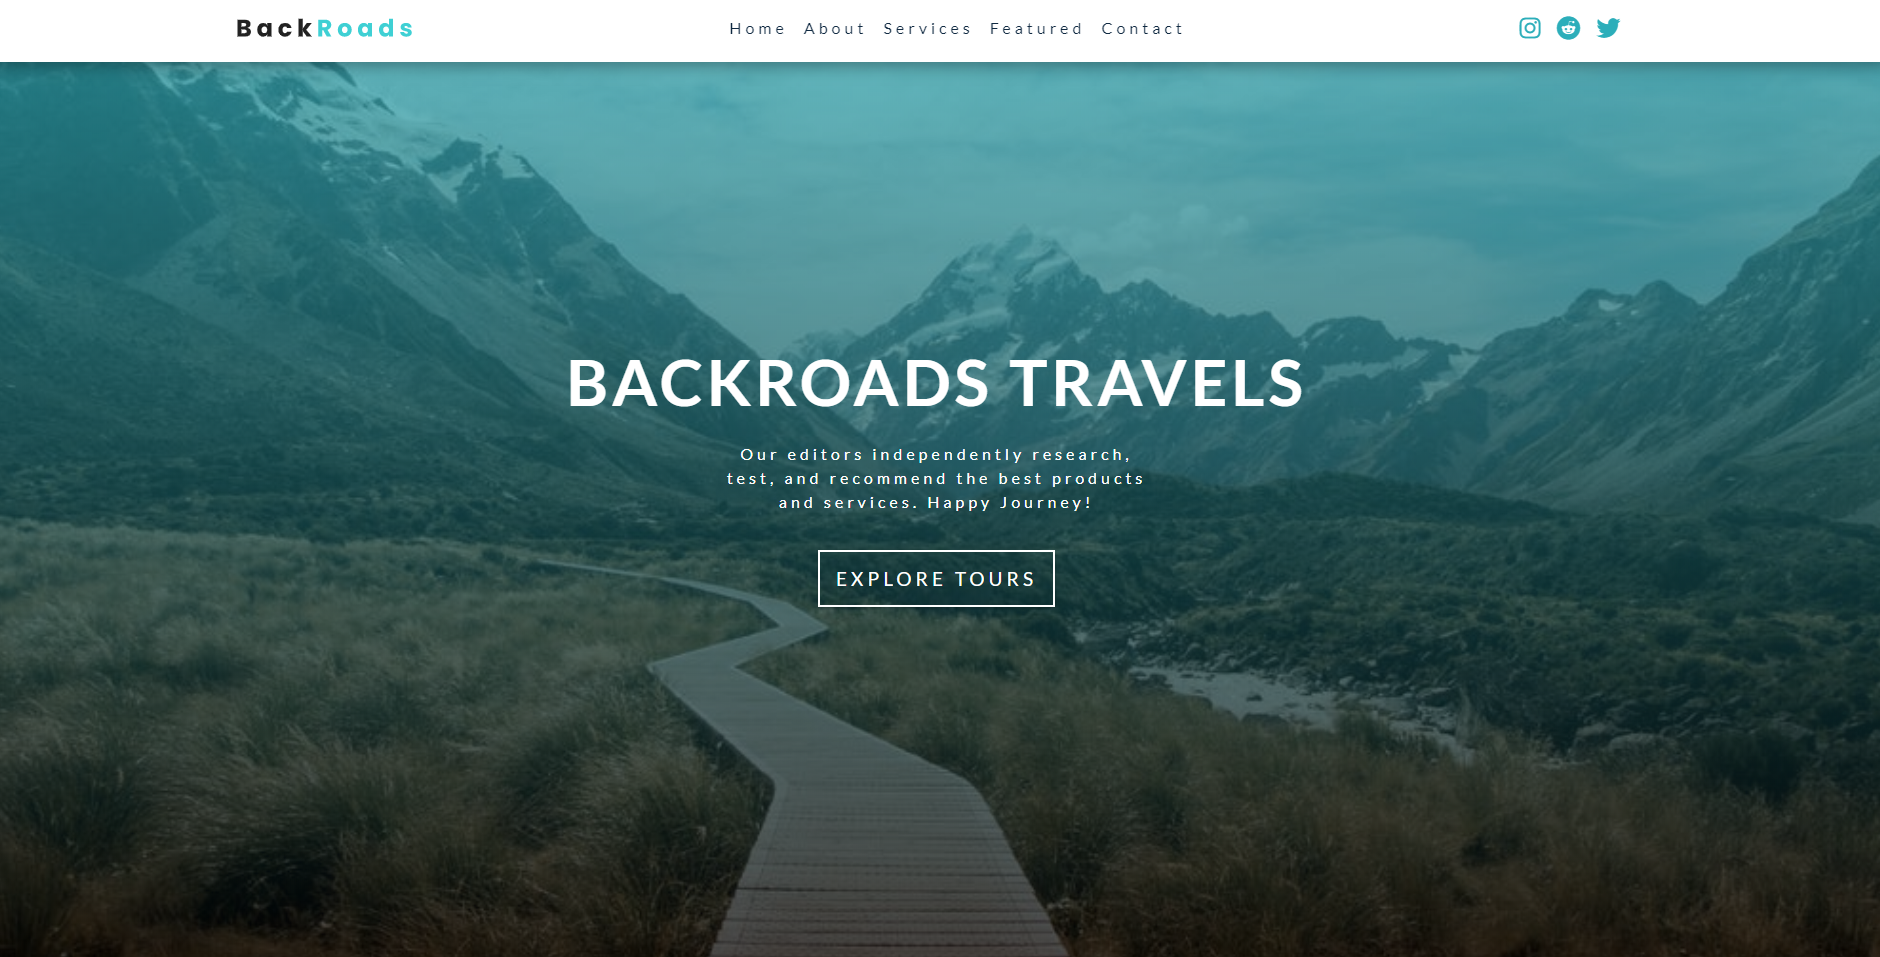 BackRoads
Home About Services Featured Contact
BACKROADS TRAVELS
Our editors independently research,
test, and recommend the best products
and services. Happy Journey!
EXPLORE TOURS